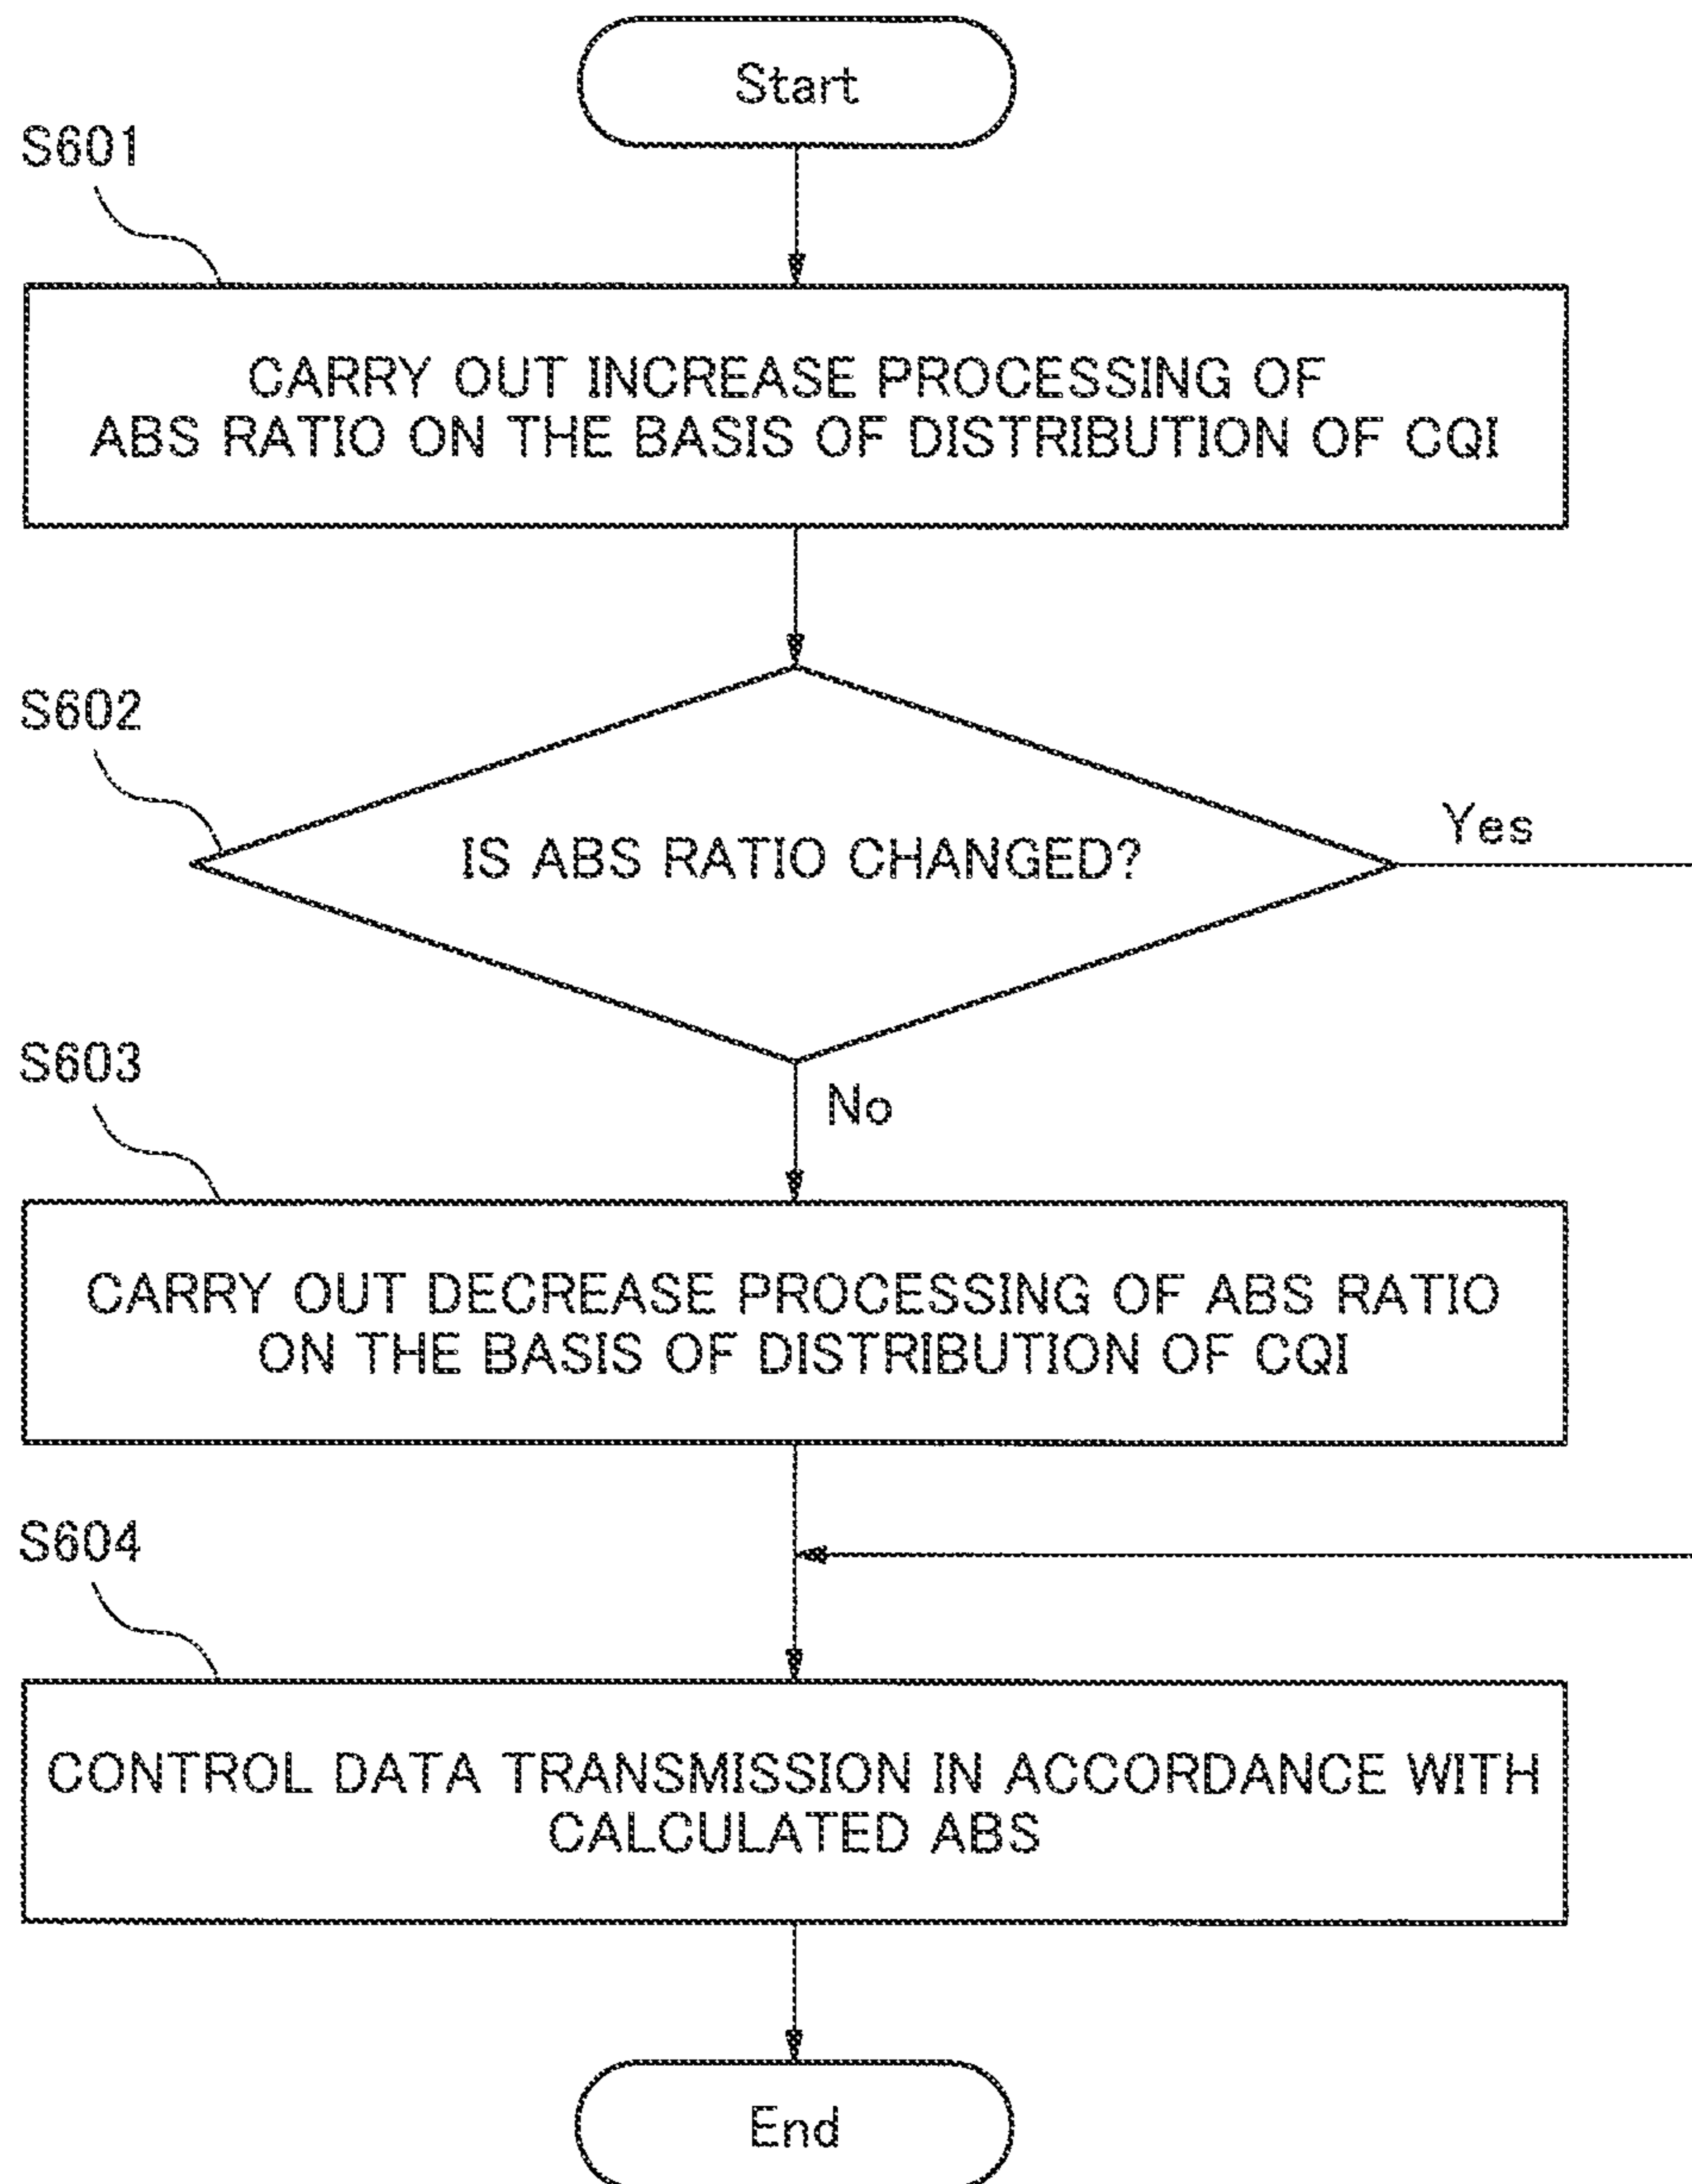 Start
S601
CARRY OUT INCREASE PROCESSING OF
ABS RATIO ON THE BASIS OF DISTRIBUTION OF CQI
S602
IS ABS RATIO CHANGED?
Yes
No
S603
CARRY OUT DECREASE PROCESSING OF ABS RATIO
ON THE BASIS OF DISTRIBUTION OF CQI
S604
CONTROL DATA TRANSMISSION IN ACCORDANCE WITH
CALCULATED ABS
End